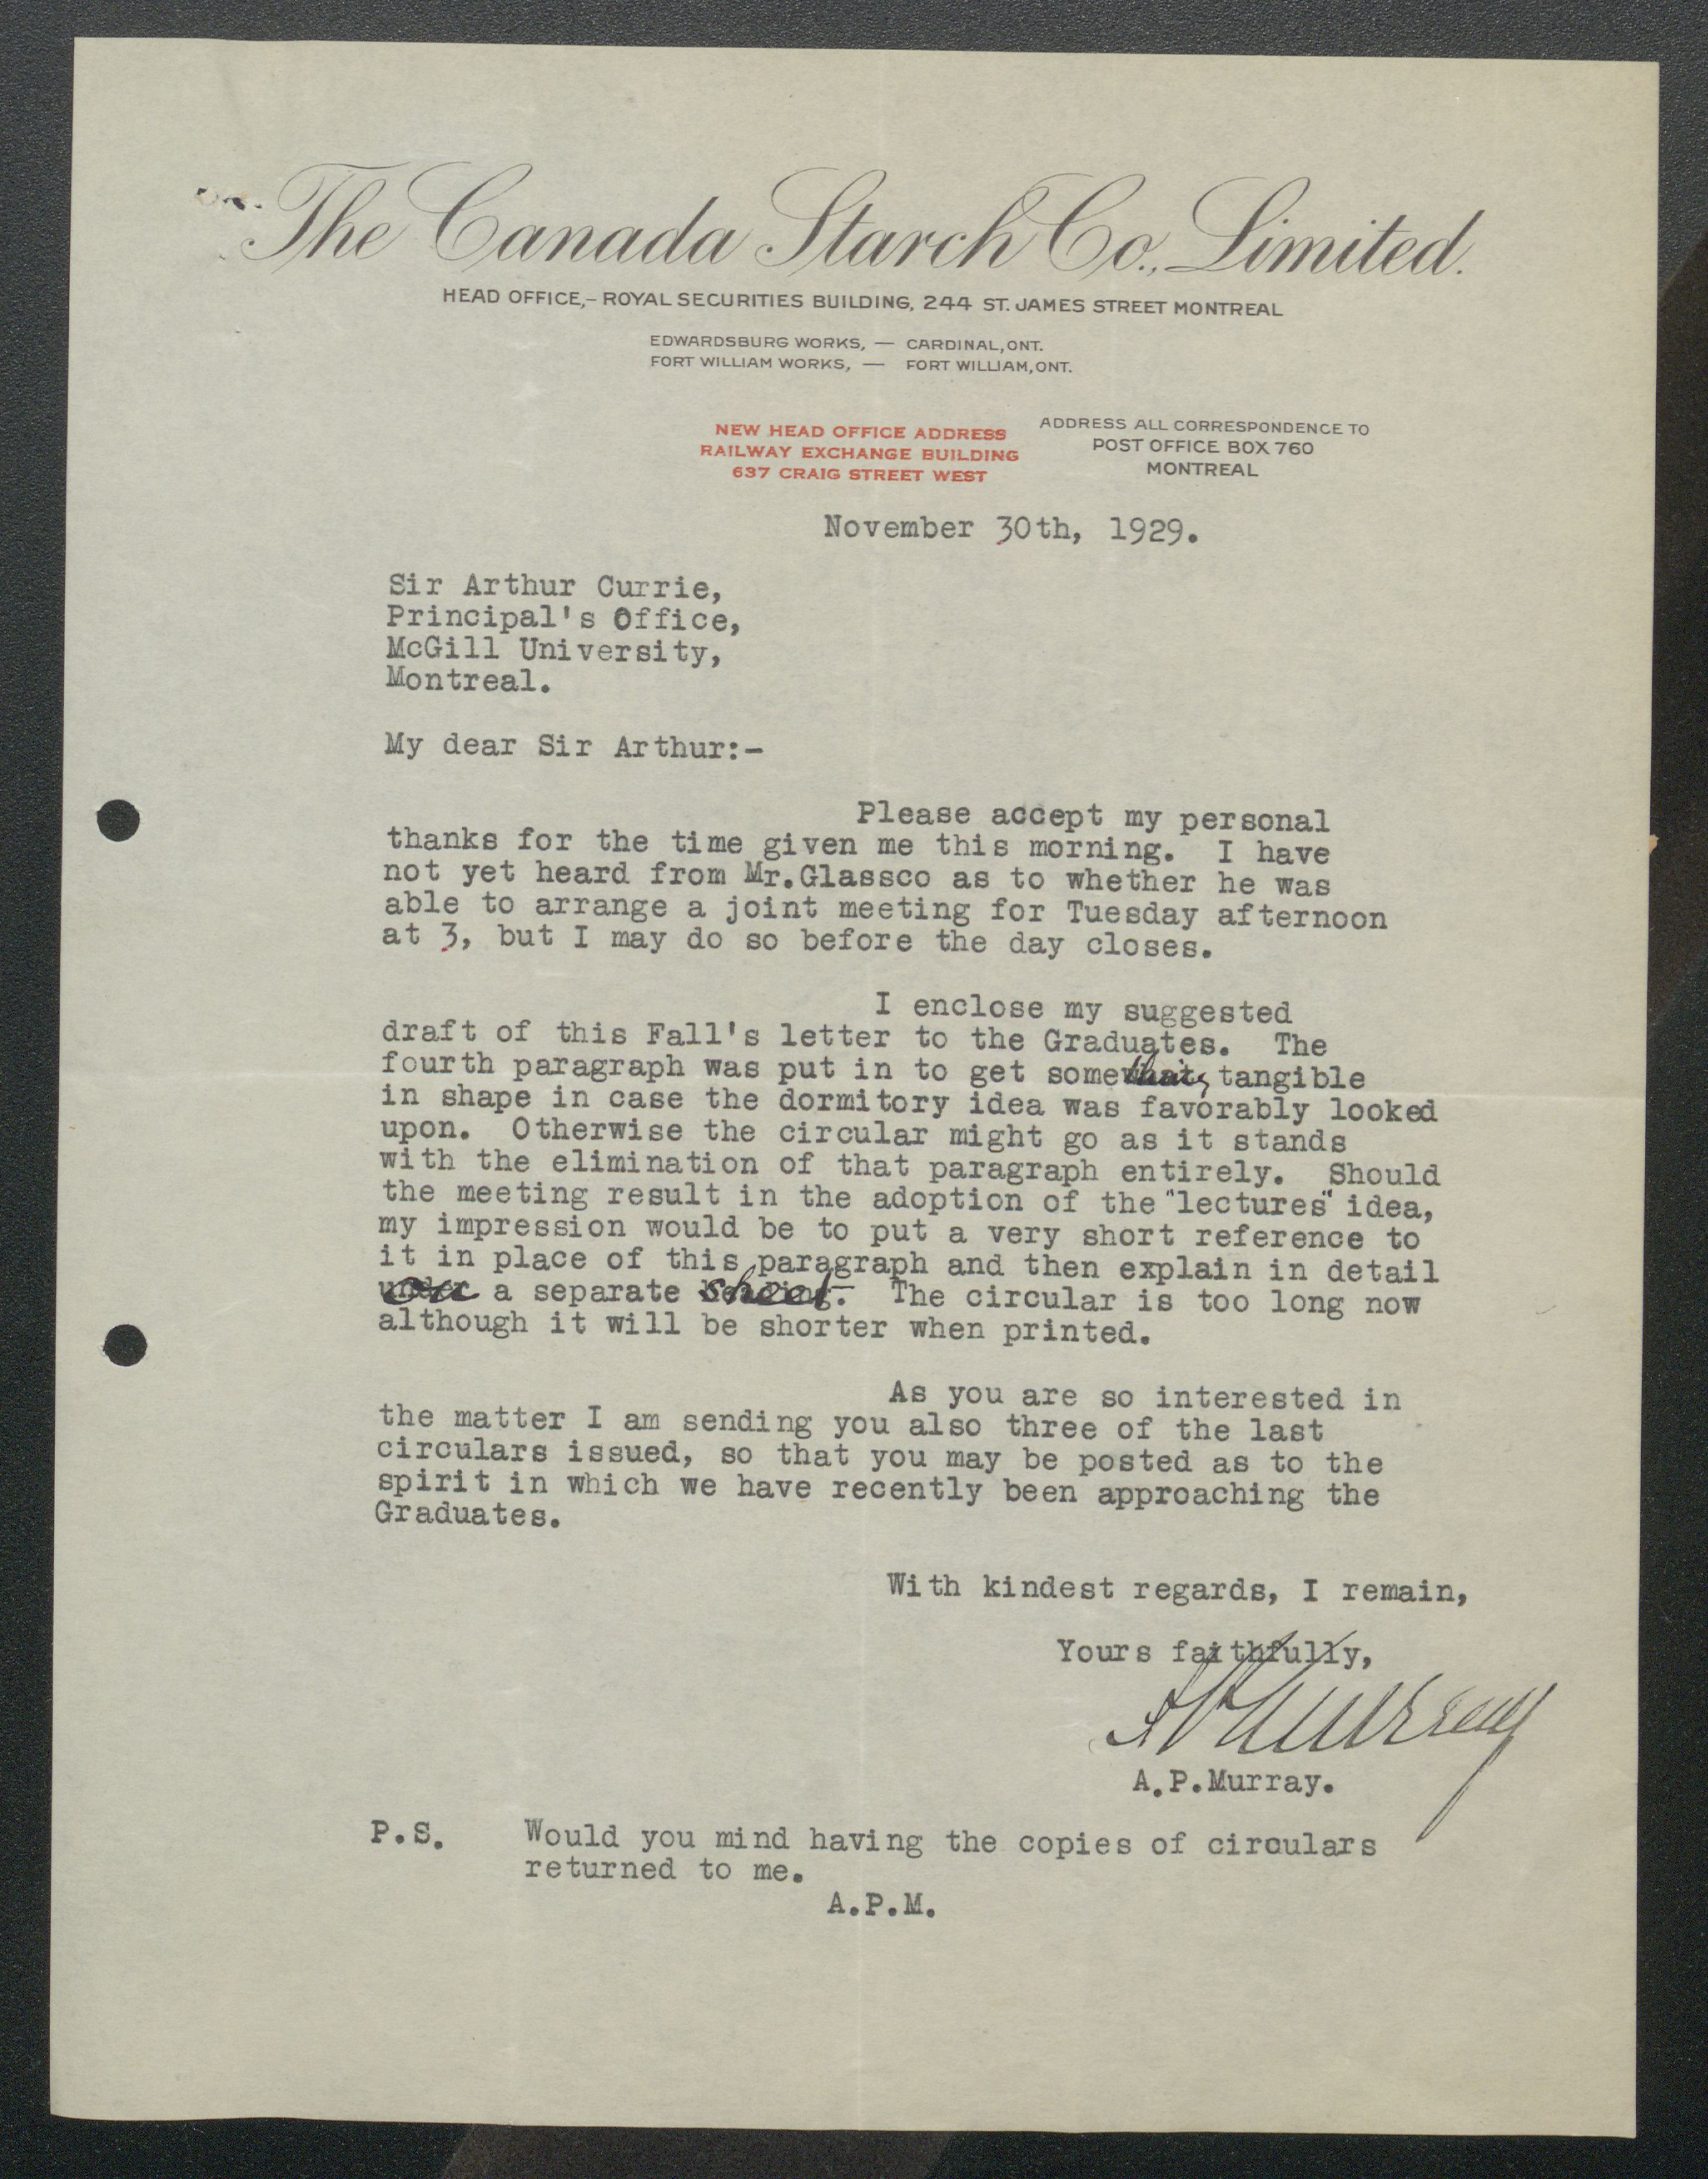 The Canada Starch Co., Limited.
HEAD OFFICE,- ROYAL SECURITIES BUILDING, 244 ST. JAMES STREET MONTREAL
EDWARDSBURG WORKS, — CARDINAL, ONT.
FORT WILLIAM WORKS, — FORT WILLIAM, ONT.
NEW HEAD OFFICE ADDRESS
RAILWAY EXCHANGE BUILDING
637 CRAIG STREET WEST
ADDRESS ALL CORRESPONDENCE TO
POST OFFICE BOX 760
MONTREAL
November 30th, 1929.
Sir Arthur Currie,
Principal's Office,
McGill University,
Montreal.
My dear Sir Arthur:-
Please accept my personal
thanks for the time given me this morning. I have
not yet heard from Mr.Glassco as to whether he was
able to arrange a joint meeting for Tuesday afternoon
at 3, but I may do so before the day closes.
I enclose my suggested
draft of this Fall's letter to the Graduates. The
fourth paragraph was put in to get something tangible
in shape in case the dormitory idea was favorably looked
upon. Otherwise the circular might go as it stands
with the elimination of that paragraph entirely. Should
the meeting result in the adoption of the "lectures" idea,
my impression would be to put a very short reference to
it in place of this paragraph and then explain in detail
on a separate sheet. The circular is too long now
although it will be shorter when printed.
As you are so interested in
the matter I am sending you also three of the last
circulars issued, so that you may be posted as to the
spirit in which we have recently been approaching the
Graduates.
With kindest regards, I remain,
Yours faithfully,
A P Murray
A.P.Murray.
P.S. Would you mind having the copies of circulars
returned to me.
A.P.M.